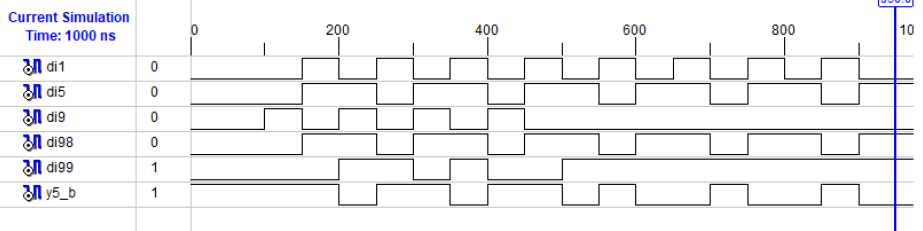 Current Simulation
Time: 1000 ns
0 200 400 600 800 10
di1 0
di5 0
di9 0
di98 0
di99 1
y5_b 1